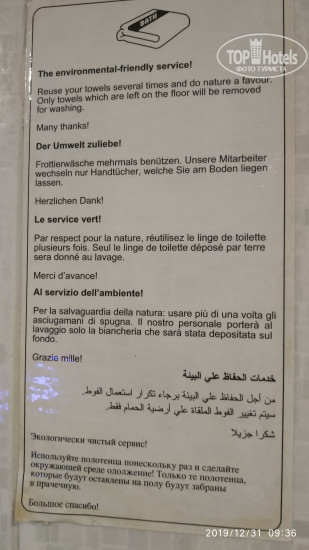 BATH
TOP Hotels
ФОТО ТУРИСТА
The environmental-friendly service!
Reuse your towels several times and do nature a favour.
Only towels which are left on the floor will be removed
for washing.
Many thanks!
Der Umwelt zuliebe!
Frottierwäsche mehrmals benützen. Unsere Mitarbeiter
wechseln nur Handtücher, welche Sie am Boden liegen
lassen.
Herzlichen Dank!
Le service vert!
Par respect pour la nature, réutilisez le linge de toilette
plusieurs fois. Seul le linge de toilette déposé par terre
sera donné au lavage.
Merci d'avance!
Al servizio dell'ambiente!
Per la salvaguardia della natura: usare più di una volta gli
asciugamani di spugna. Il nostro personale porterà al
lavaggio solo la biancheria che sarà stata depositata sul
fondo.
Grazie mille!
خدمات الحفاظ علي البيئة
من أجل الحفاظ علي البيئة برجاء تكرار استعمال الفوط.
سيتم تغيير الفوط الملقاة علي أرضية الحمام فقط.
شكرا جزيلا
Экологически чистый сервис!
Используйте полотенца понескольку раз и сделайте
окружающей среде одолжение! Только те полотенца,
которые будут оставлены на полу будут забраны
в прачечную.
Большое спасибо!
2019/12/31 09:36